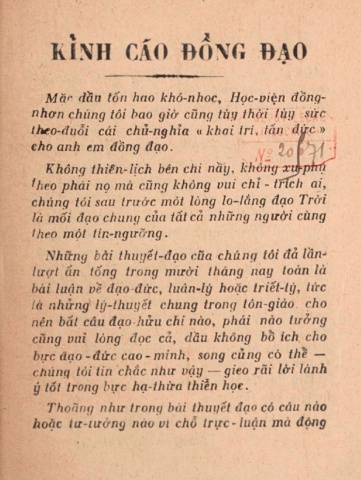 KỈNH CÁO ĐỒNG ĐẠO
Mặc dầu tốn hao khó-nhọc, Học-viện đồng-
nhơn chúng tôi bao giờ cũng tùy thời tùy sức
theo-đuổi cái chủ-nghĩa « khai trí, tấn đức »
cho anh em đồng đạo.
Nº 20671
Không thiên-lịch bên chi nầy, không xu-phụ
theo phái nọ mà cũng không vui chỉ-trích ai,
chúng tôi sau trước một lòng lo-lắng đạo Trời
là mối đạo chung của tất cả những người cùng
theo một tín-ngưỡng.
Những bài thuyết-đạo của chúng tôi đã lần-
lượt ấn tống trong mười tháng nay toàn là
bài luận về đạo-đức, luân-lý hoặc triết-lý, tức
là những lý-thuyết chung trong tôn-giáo cho
nên bất câu đạo-hữu chi nào, phái nào tưởng
cũng vui lòng đọc cả, dầu không bổ ích cho
bực đạo-đức cao-minh, song cũng có thể —
chúng tôi tin chắc như vậy — gieo rải lời lành
ý tốt trong bực hạ-thừa thiển học.
Thoảng như trong bài thuyết đạo có câu nào
hoặc tư-tưởng nào vì chỗ trực-luận mà động